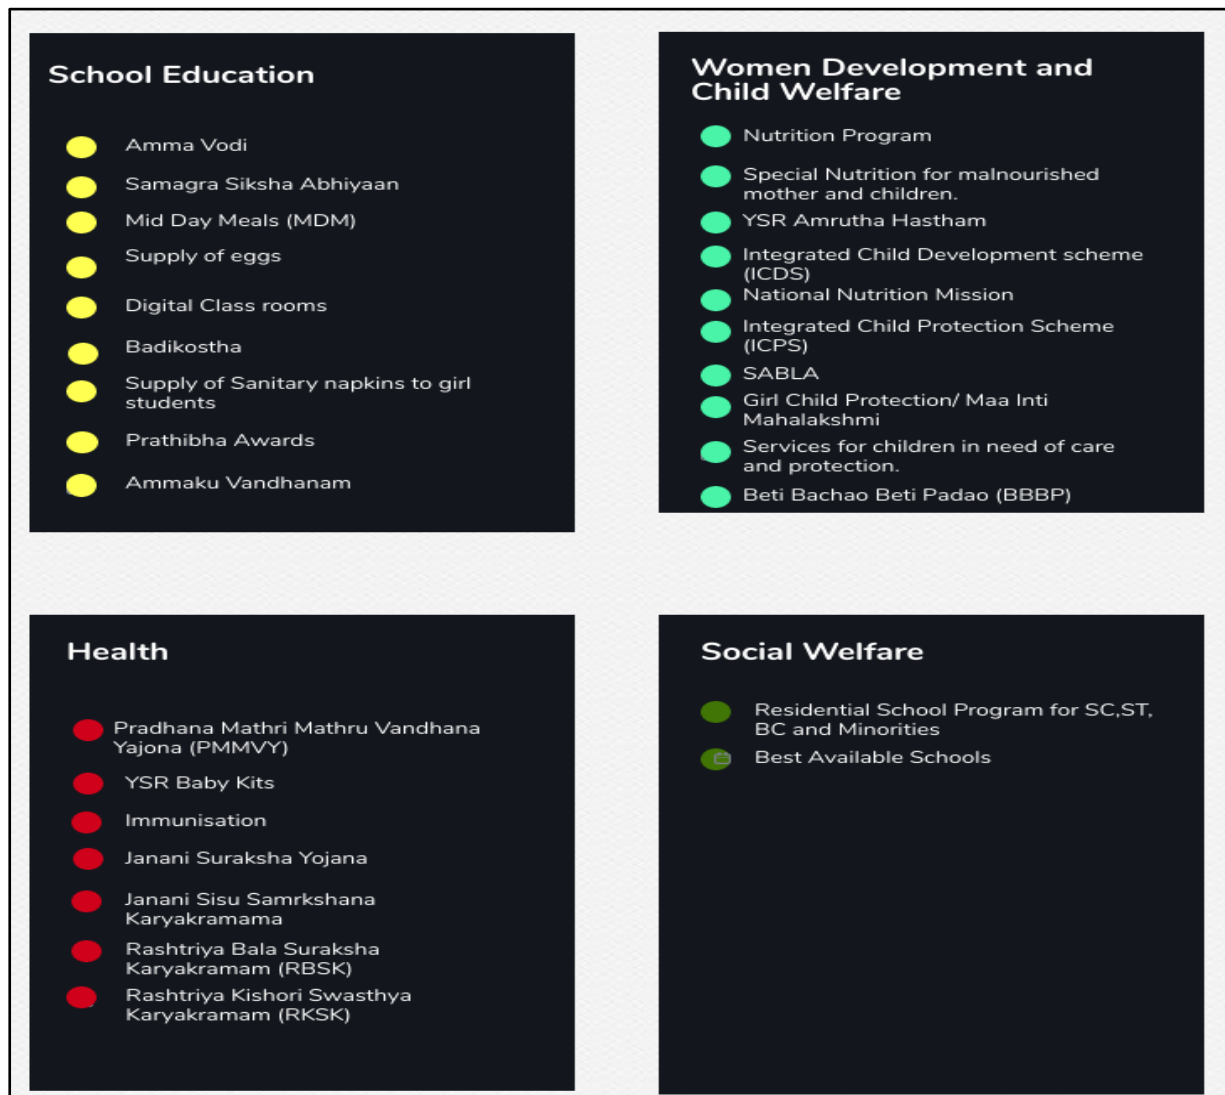 School Education
Amma Vodi
Samagra Siksha Abhiyaan
Mid Day Meals (MDM)
Supply of eggs
Digital Class rooms
Badikostha
Supply of Sanitary napkins to girl
students
Prathibha Awards
Ammaku Vandhanam
Women Development and
Child Welfare
Nutrition Program
Special Nutrition for malnourished
mother and children.
YSR Amrutha Hastham
Integrated Child Development scheme
(ICDS)
National Nutrition Mission
Integrated Child Protection Scheme
(ICPS)
SABLA
Girl Child Protection/ Maa Inti
Mahalakshmi
Services for children in need of care
and protection.
Beti Bachao Beti Padao (BBBP)
Health
Pradhana Mathri Mathru Vandhana
Yajona (PMMVY)
YSR Baby Kits
Immunisation
Janani Suraksha Yojana
Janani Sisu Samrkshana
Karyakramama
Rashtriya Bala Suraksha
Karyakramam (RBSK)
Rashtriya Kishori Swasthya
Karyakramam (RKSK)
Social Welfare
Residential School Program for SC,ST,
BC and Minorities
Best Available Schools